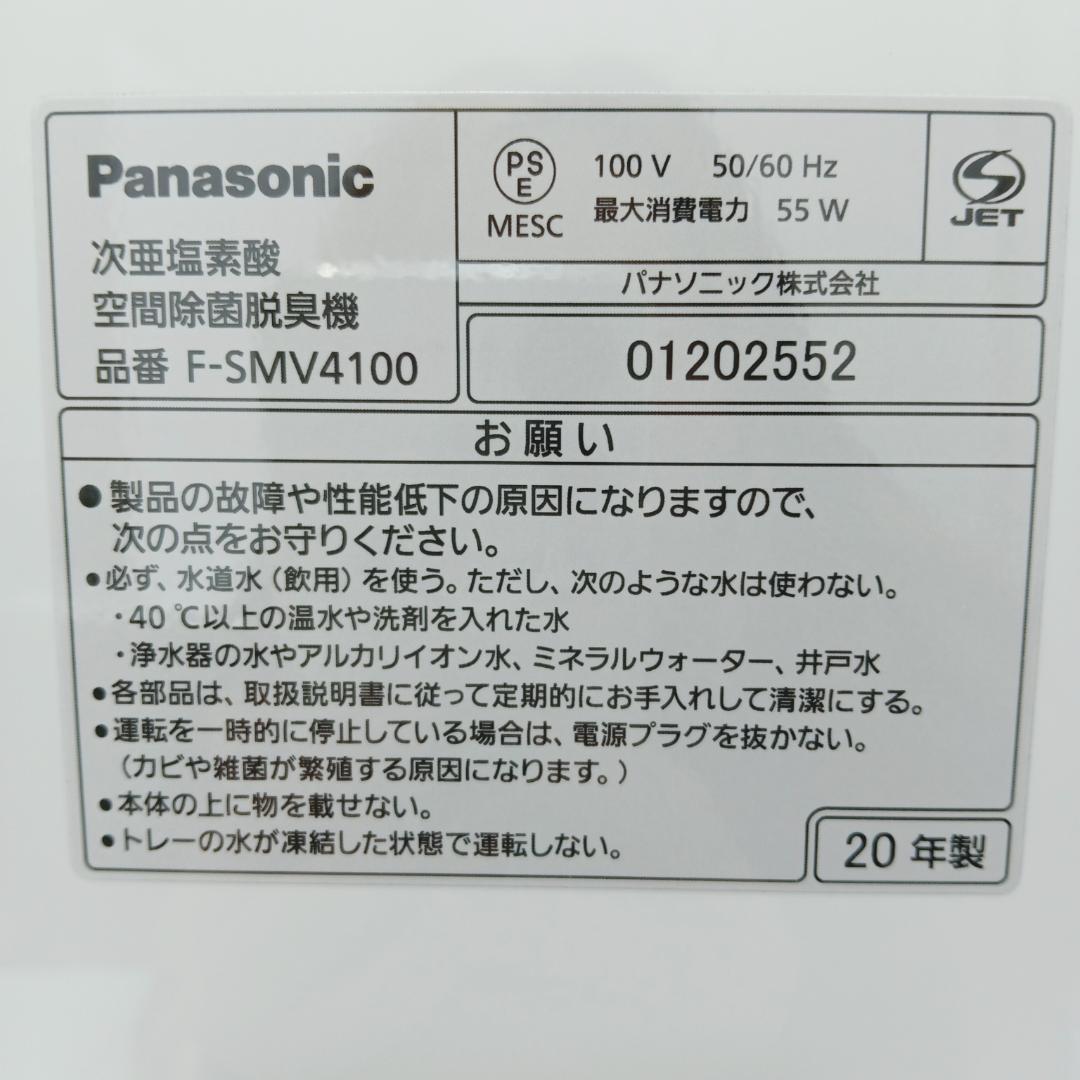 Panasonic
次亜塩素酸
空間除菌脱臭機
品番 F-SMV4100
PS
E
MESC
100 V 50/60 Hz
最大消費電力 55 W
JET
パナソニック株式会社
01202552
お願い
●製品の故障や性能低下の原因になりますので、
次の点をお守りください。
●必ず、水道水（飲用）を使う。ただし、次のような水は使わない。
・40 ℃以上の温水や洗剤を入れた水
・浄水器の水やアルカリイオン水、ミネラルウォーター、井戸水
●各部品は、取扱説明書に従って定期的にお手入れして清潔にする。
●運転を一時的に停止している場合は、電源プラグを抜かない。
（カビや雑菌が繁殖する原因になります。）
●本体の上に物を載せない。
●トレーの水が凍結した状態で運転しない。
20 年製